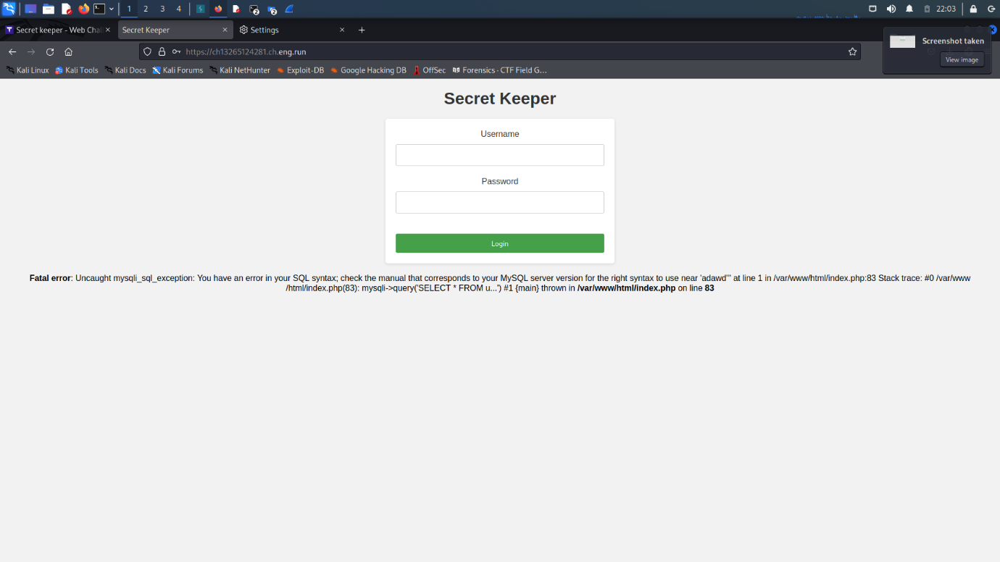 1 2 3 4 22:03
Secret keeper - Web Chal Secret Keeper Settings
Screenshot taken
View image
https://ch13265124281.ch.eng.run
Kali Linux Kali Tools Kali Docs Kali Forums Kali NetHunter Exploit-DB Google Hacking DB OffSec Forensics · CTF Field G…
Secret Keeper
Username
Password
Login
Fatal error: Uncaught mysqli_sql_exception: You have an error in your SQL syntax; check the manual that corresponds to your MySQL server version for the right syntax to use near 'adawd'' at line 1 in /var/www/html/index.php:83 Stack trace: #0 /var/www
/html/index.php(83): mysqli->query('SELECT * FROM u...') #1 {main} thrown in /var/www/html/index.php on line 83